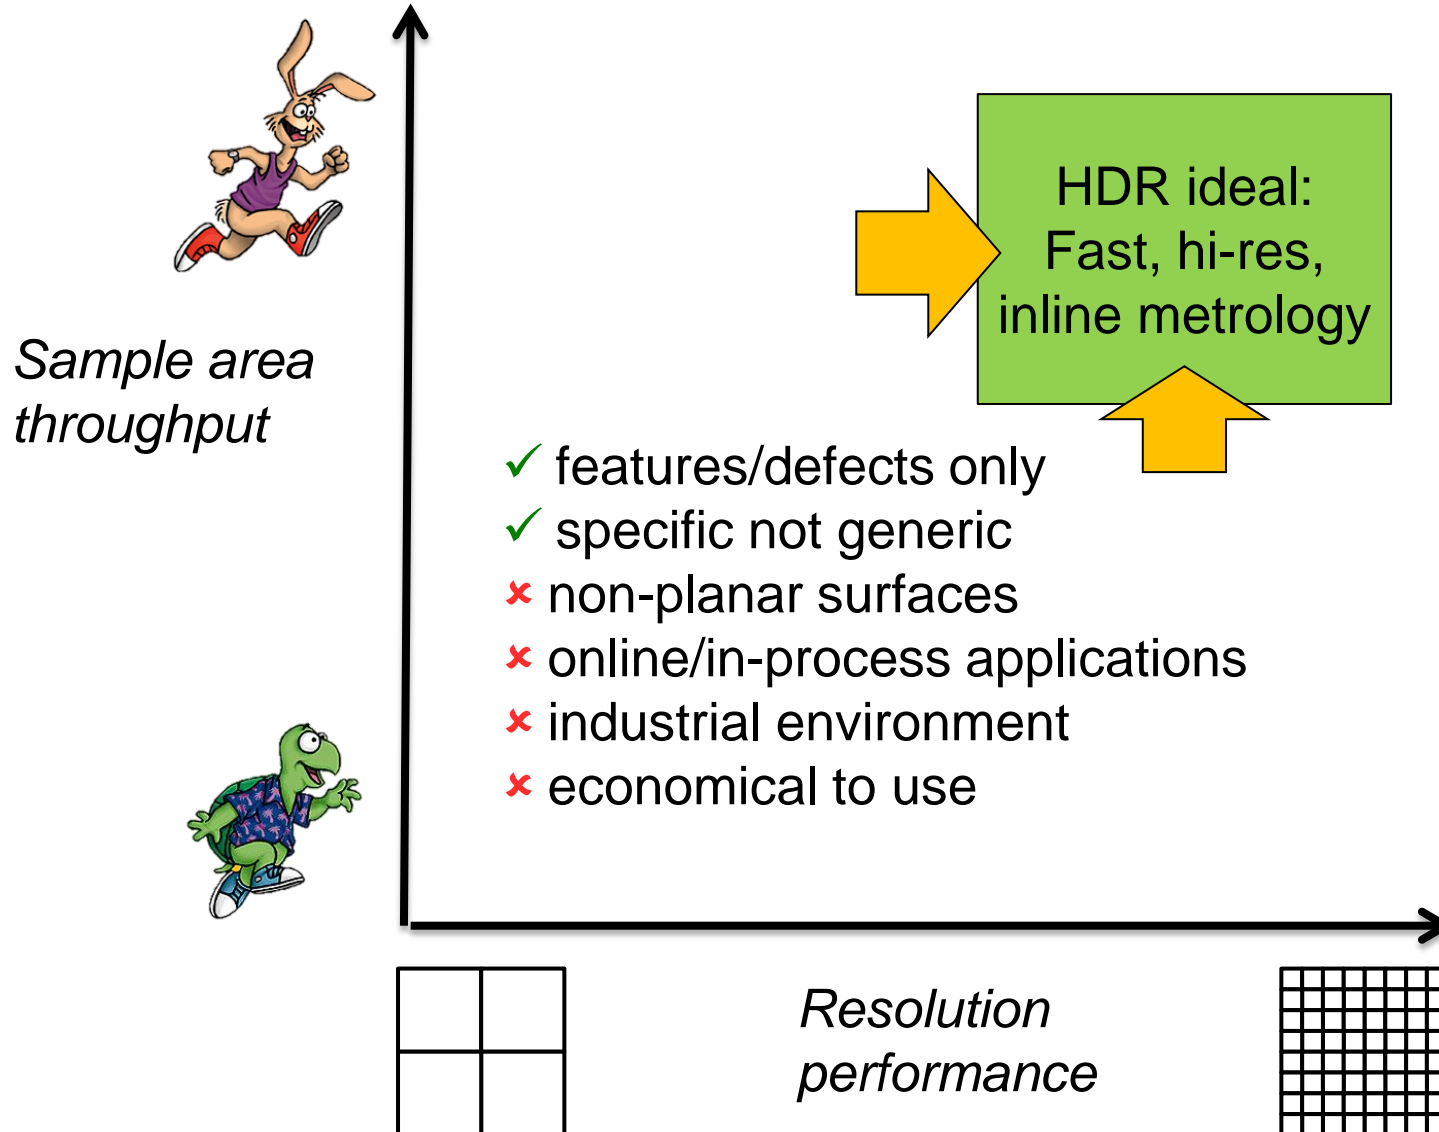 HDR ideal:
Fast, hi-res,
inline metrology
Sample area
throughput
✓ features/defects only
✓ specific not generic
✘ non-planar surfaces
✘ online/in-process applications
✘ industrial environment
✘ economical to use
Resolution
performance